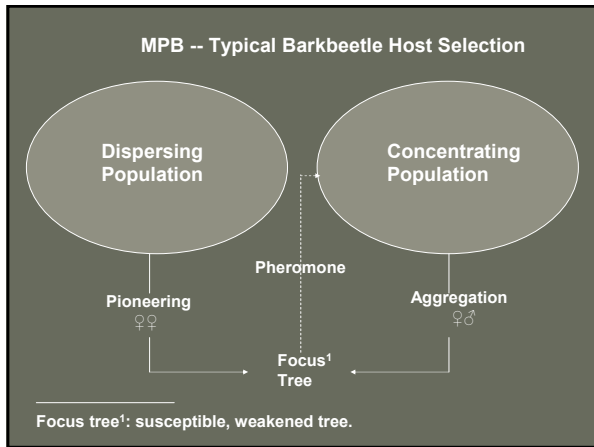 MPB -- Typical Barkbeetle Host Selection
Dispersing
Population
Concentrating
Population
Pheromone
Pioneering
♀♀
Aggregation
♀♂
Focus¹
Tree
Focus tree¹: susceptible, weakened tree.